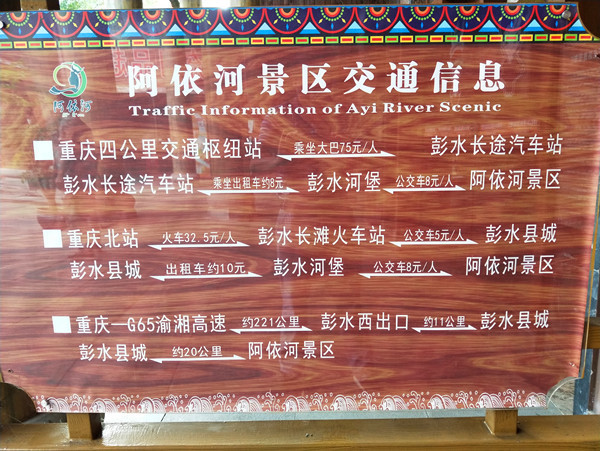 阿依河
阿依河景区交通信息
Traffic Information of Ayi River Scenic
重庆四公里交通枢纽站 乘坐大巴75元/人 彭水长途汽车站
彭水长途汽车站 乘坐出租车约8元 彭水河堡 公交车8元/人 阿依河景区
重庆北站 火车32.5元/人 彭水长滩火车站 公交车5元/人 彭水县城
彭水县城 出租车约10元 彭水河堡 公交车8元/人 阿依河景区
重庆—G65渝湘高速 约221公里 彭水西出口 约11公里 彭水县城
彭水县城 约20公里 阿依河景区